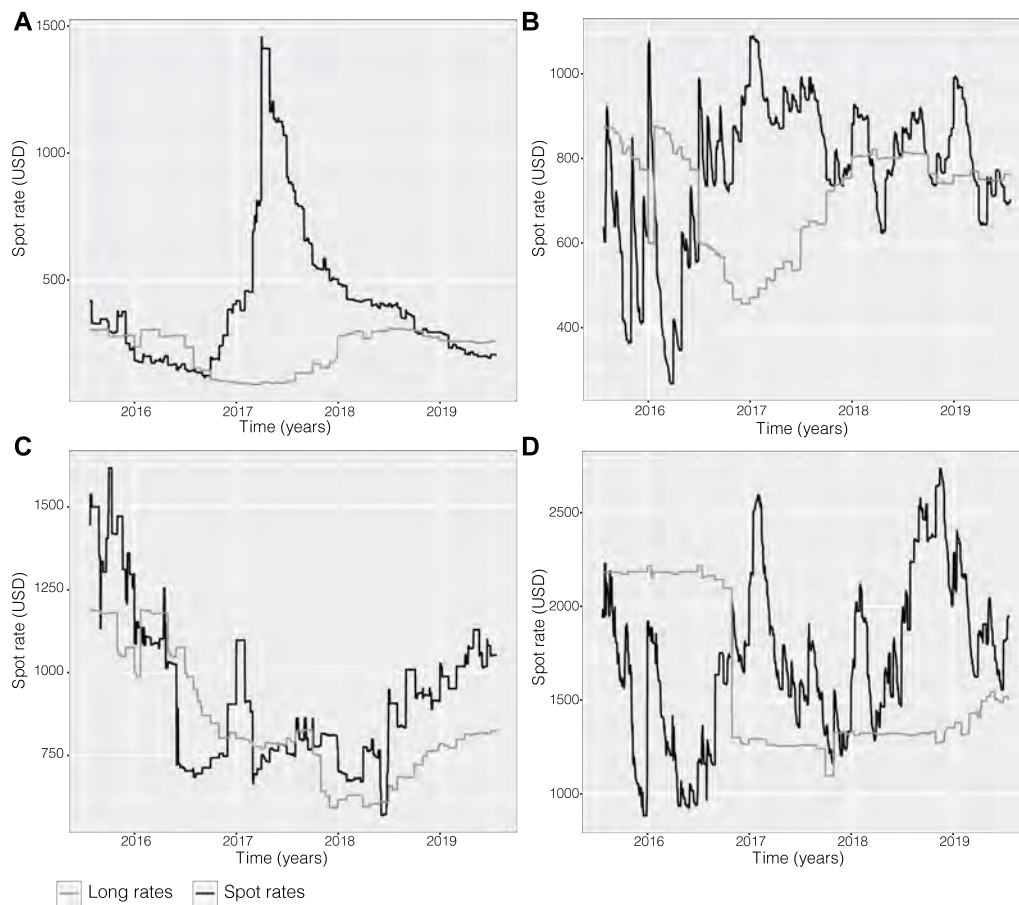 A
Spot rate (USD)
1500
1000
500
2016 2017 2018 2019
Time (years)
B
Spot rate (USD)
1000
800
600
400
2016 2017 2018 2019
Time (years)
C
Spot rate (USD)
1500
1250
1000
750
2016 2017 2018 2019
Time (years)
D
Spot rate (USD)
2500
2000
1500
1000
2016 2017 2018 2019
Time (years)
Long rates Spot rates